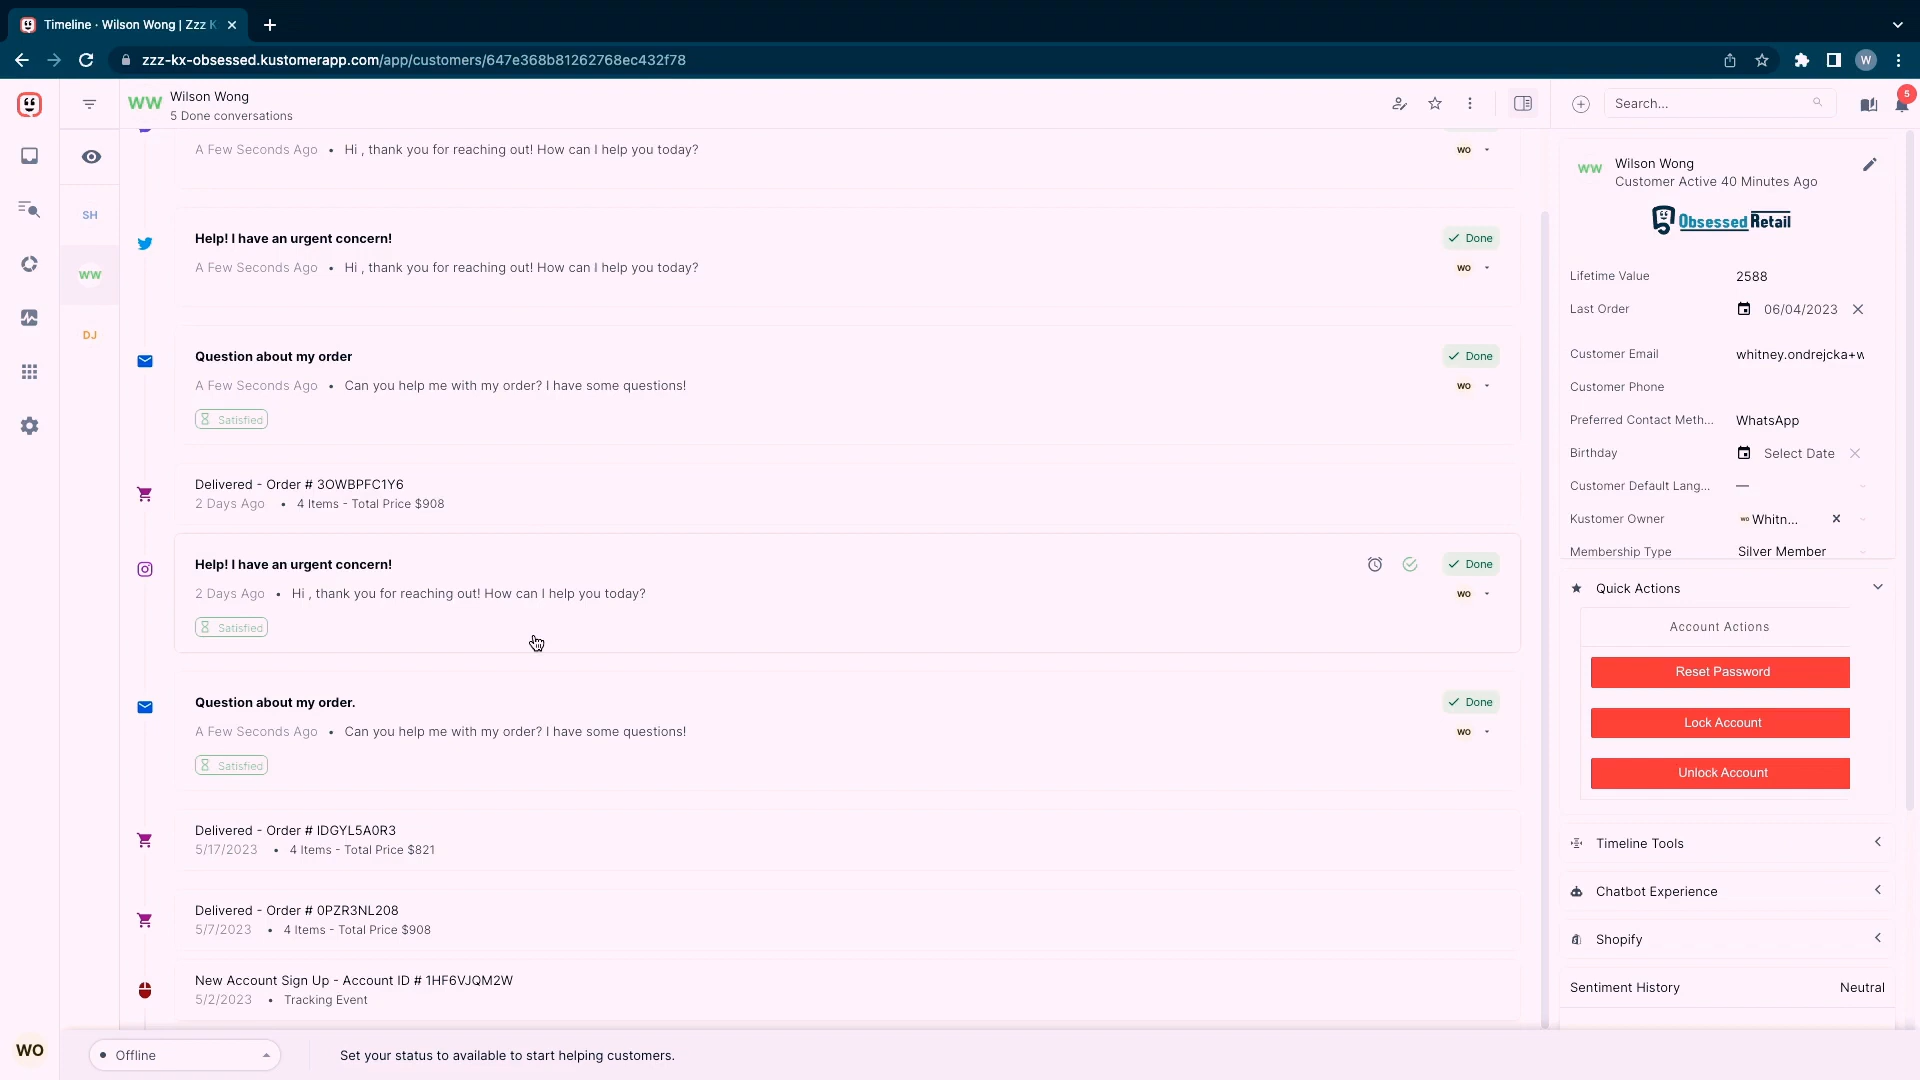 Timeline · Wilson Wong | Zzz K
zzz-kx-obsessed.kustomerapp.com/app/customers/647e368b81262768ec432f78
W
WW
Wilson Wong
5 Done conversations
Search...
5
A Few Seconds Ago • Hi , thank you for reaching out! How can I help you today?
WO
SH
WW
DJ
Help! I have an urgent concern!
Done
A Few Seconds Ago • Hi , thank you for reaching out! How can I help you today?
WO
Question about my order
Done
A Few Seconds Ago • Can you help me with my order? I have some questions!
WO
Satisfied
Delivered - Order # 3OWBPFC1Y6
2 Days Ago • 4 Items - Total Price $908
Help! I have an urgent concern!
Done
2 Days Ago • Hi , thank you for reaching out! How can I help you today?
WO
Satisfied
Question about my order.
Done
A Few Seconds Ago • Can you help me with my order? I have some questions!
WO
Satisfied
Delivered - Order # IDGYL5A0R3
5/17/2023 • 4 Items - Total Price $821
Delivered - Order # 0PZR3NL208
5/7/2023 • 4 Items - Total Price $908
New Account Sign Up - Account ID # 1HF6VJQM2W
5/2/2023 • Tracking Event
WW
Wilson Wong
Customer Active 40 Minutes Ago
Obsessed Retail
Lifetime Value 2588
Last Order 06/04/2023
Customer Email whitney.ondrejcka+w
Customer Phone
Preferred Contact Meth... WhatsApp
Birthday Select Date
Customer Default Lang... —
Kustomer Owner WO Whitn...
Membership Type Silver Member
Quick Actions
Account Actions
Reset Password
Lock Account
Unlock Account
Timeline Tools
Chatbot Experience
Shopify
Sentiment History Neutral
WO
Offline
Set your status to available to start helping customers.